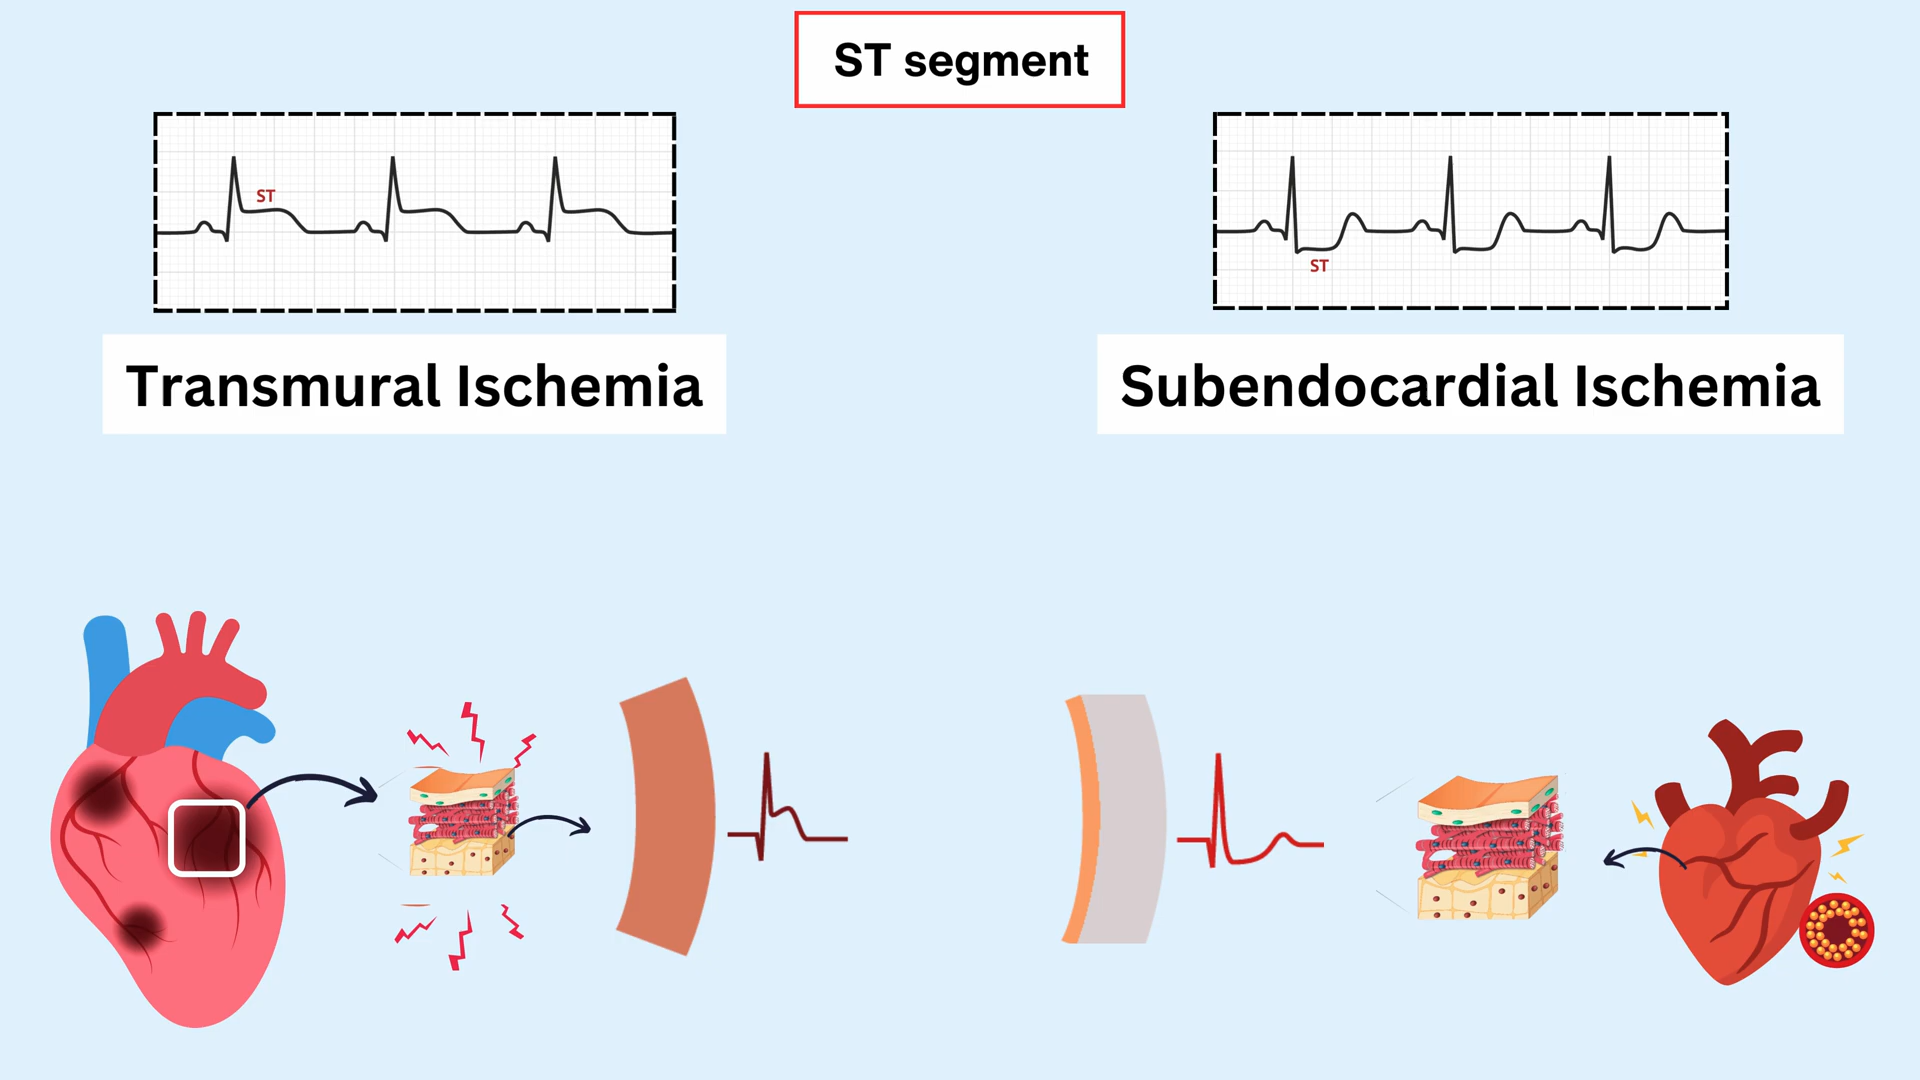 ST segment
ST
ST
Transmural Ischemia
Subendocardial Ischemia